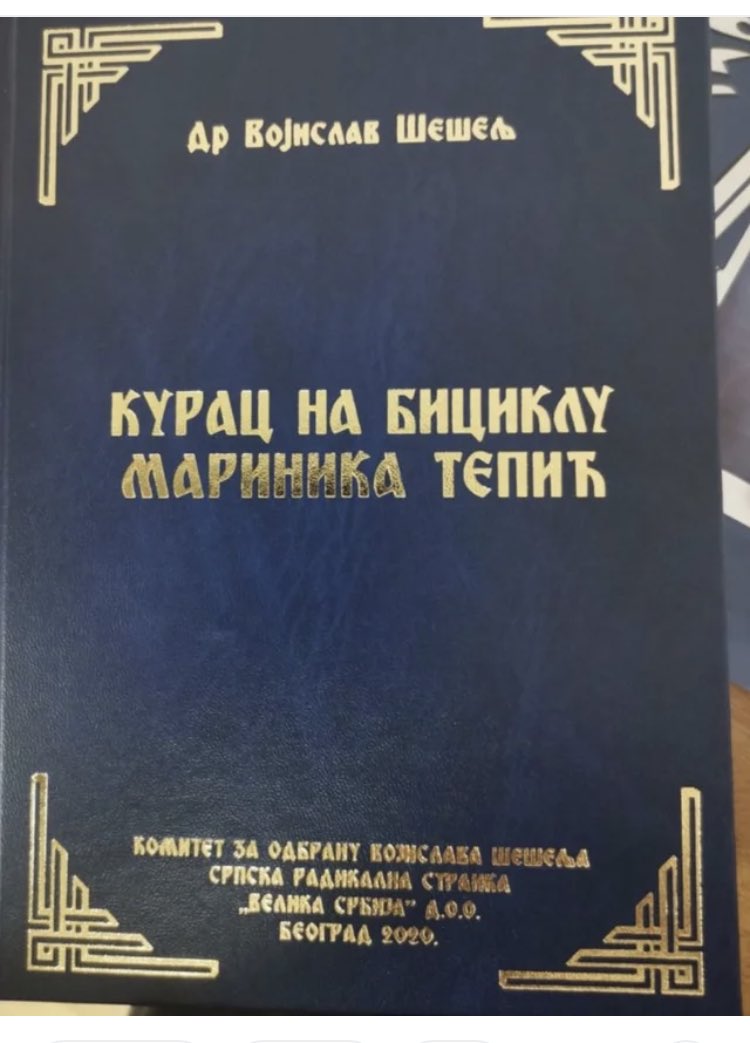 Др Војислав Шешељ
КУРАЦ НА БИЦИКЛУ
МАРИНИКА ТЕПИЋ
КОМИТЕТ ЗА ОДБРАНУ ВОЈИСЛАВА ШЕШЕЉА
СРПСКА РАДИКАЛНА СТРАНКА
„ВЕЛИКА СРБИЈА” Д.О.О.
БЕОГРАД 2020.